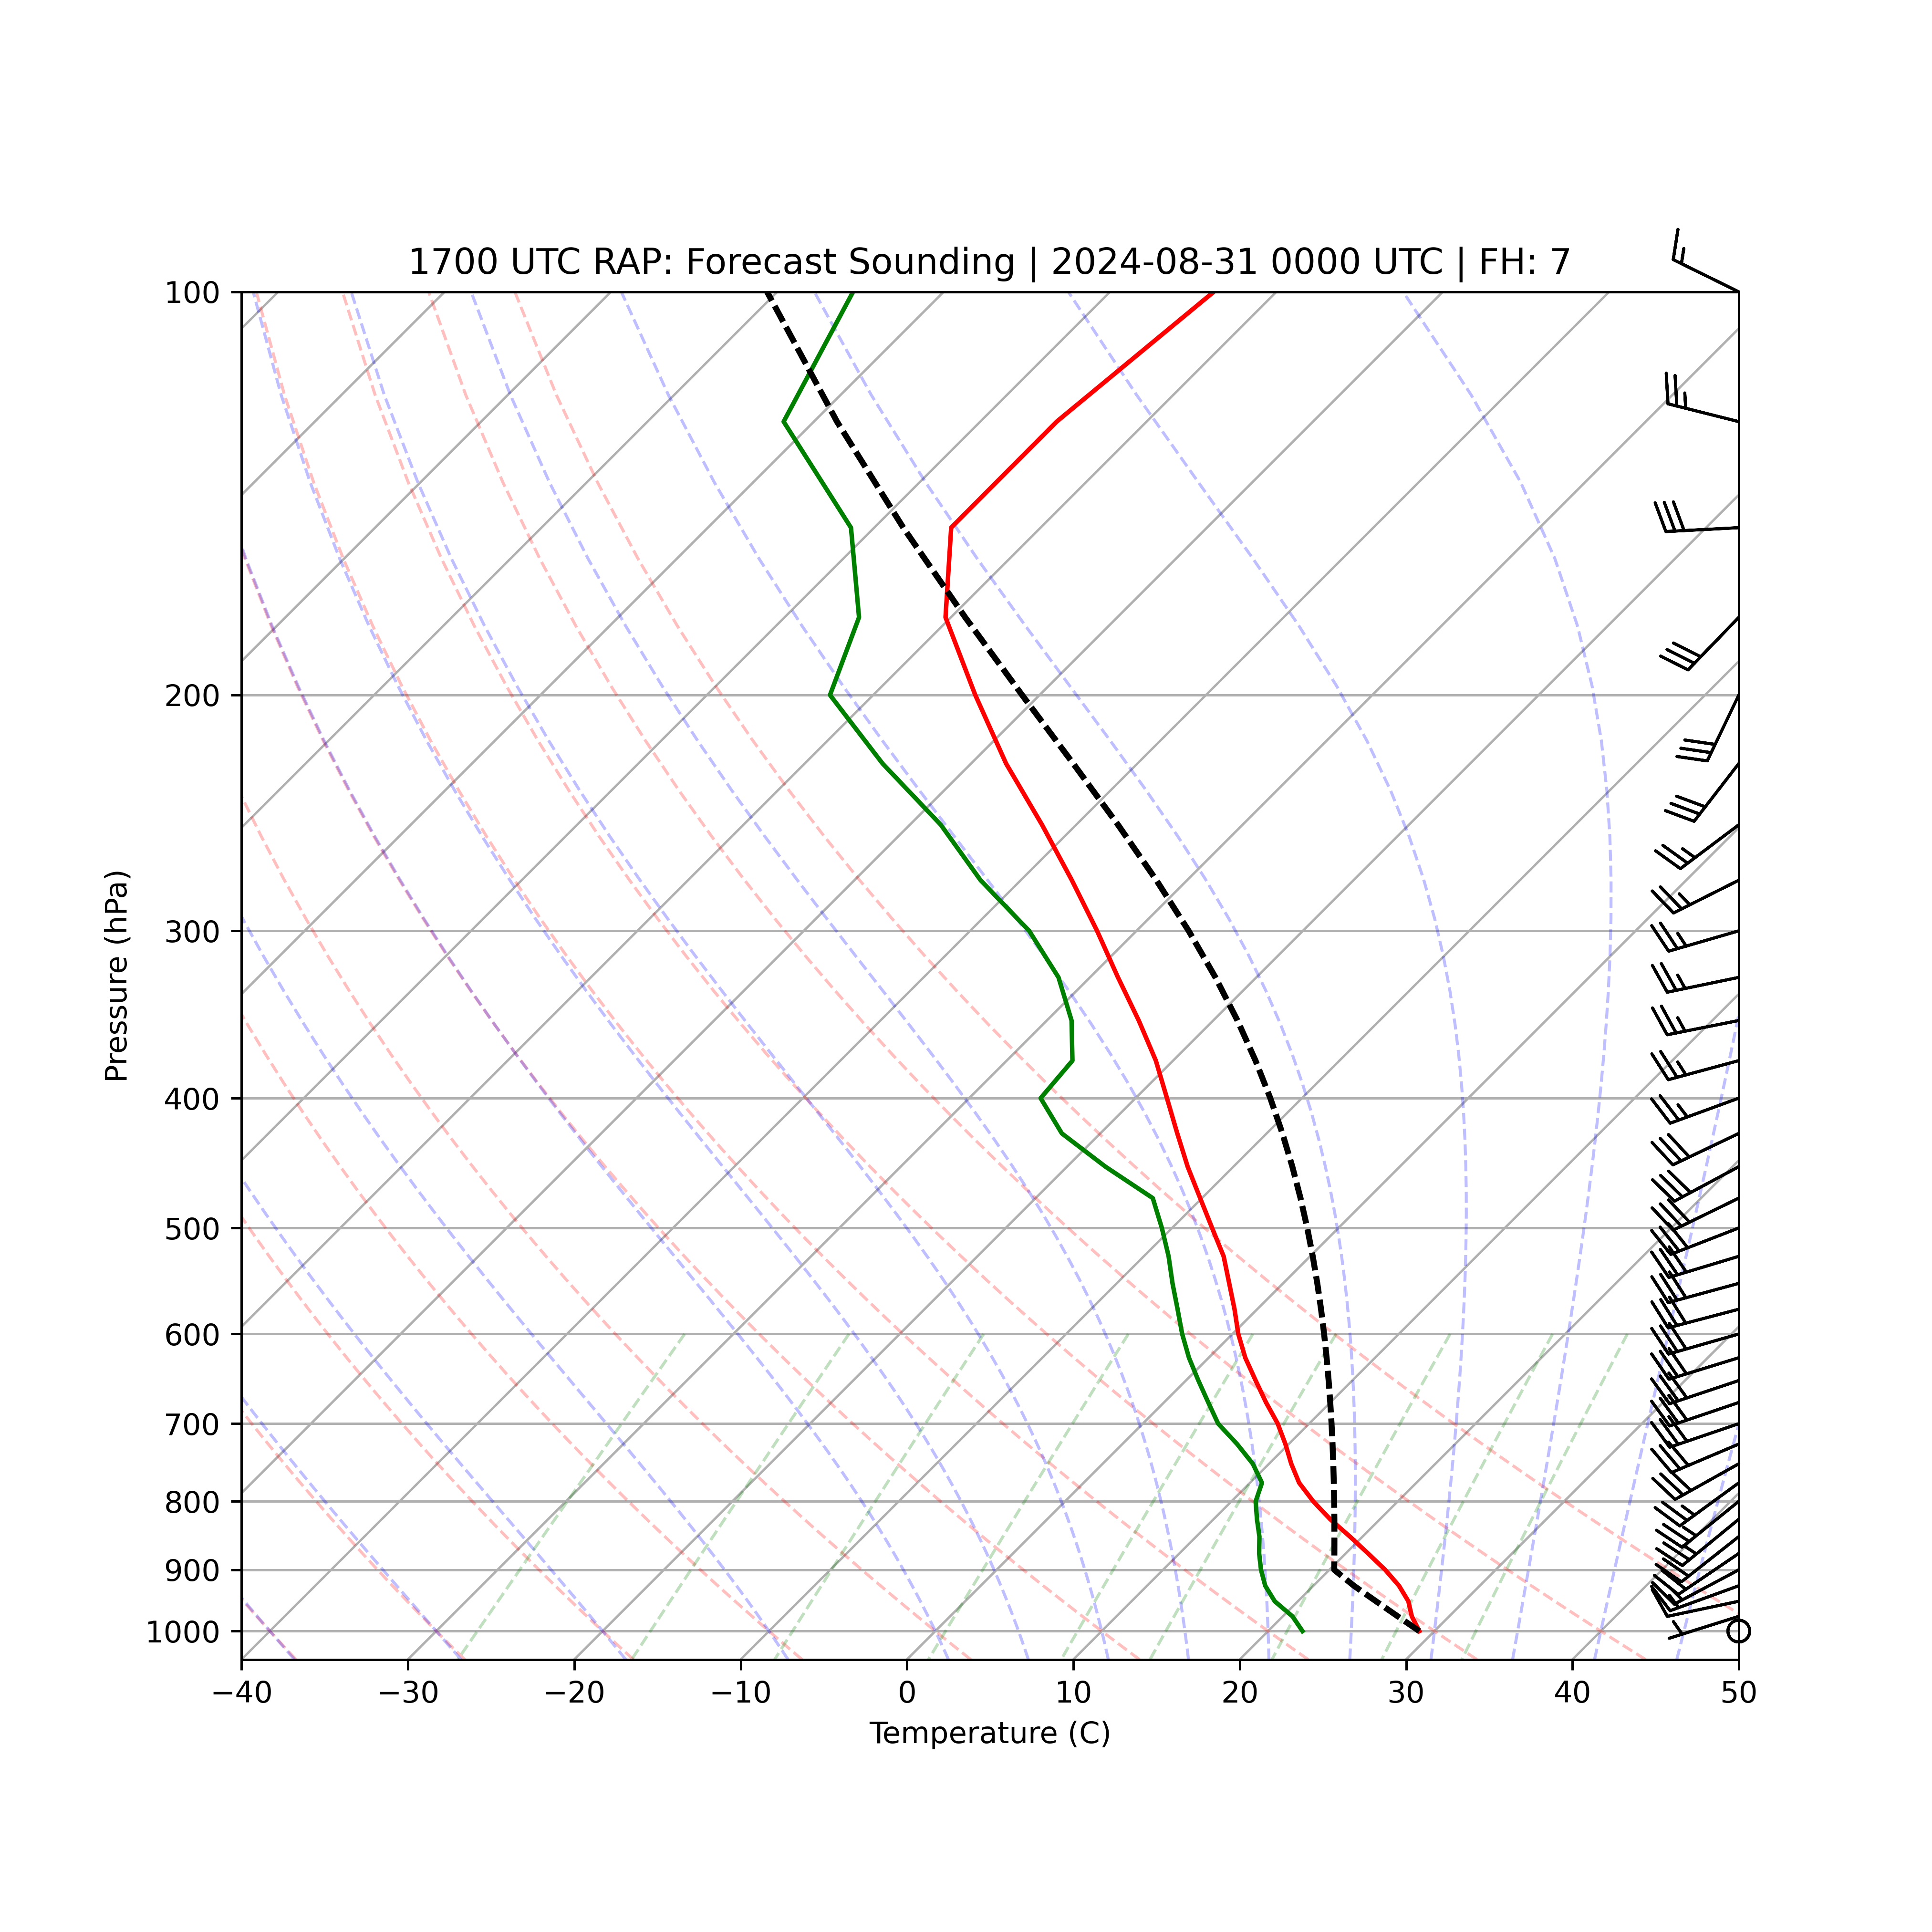 1700 UTC RAP: Forecast Sounding | 2024-08-31 0000 UTC | FH: 7
100
200
300
400
500
600
700
800
900
1000
Pressure (hPa)
−40 −30 −20 −10 0 10 20 30 40 50
Temperature (C)